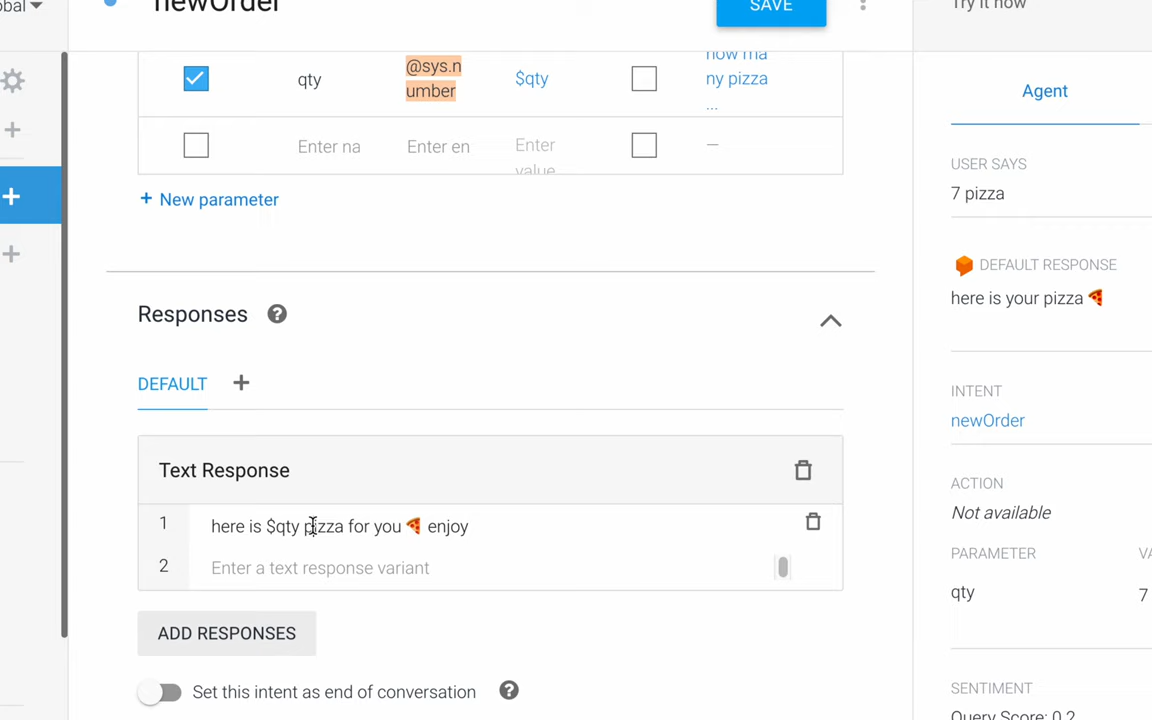 newOrder
SAVE
Try it now
qty
@sys.n
umber
$qty
how ma
ny pizza
...
Enter na
Enter en
Enter
value
—
+ New parameter
Responses
DEFAULT +
Text Response
1 here is $qty pizza for you 🍕 enjoy
2 Enter a text response variant
ADD RESPONSES
Set this intent as end of conversation
Agent
USER SAYS
7 pizza
DEFAULT RESPONSE
here is your pizza 🍕
INTENT
newOrder
ACTION
Not available
PARAMETER
qty
7
SENTIMENT
Query Score: 0.2